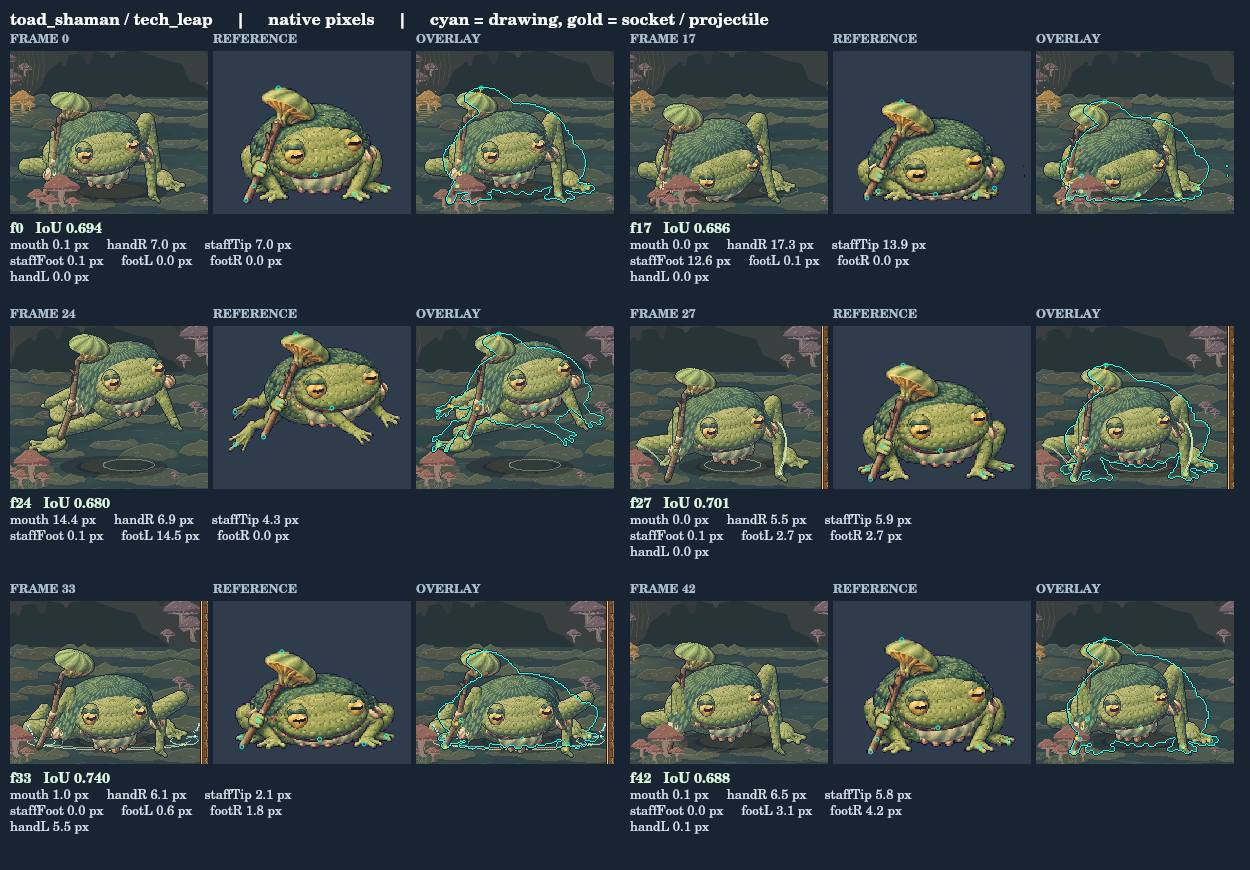 toad_shaman / tech_leap | native pixels | cyan = drawing, gold = socket / projectile
FRAME 0 REFERENCE OVERLAY FRAME 17 REFERENCE OVERLAY
f0 IoU 0.694
mouth 0.1 px handR 7.0 px staffTip 7.0 px
staffFoot 0.1 px footL 0.0 px footR 0.0 px
handL 0.0 px
f17 IoU 0.686
mouth 0.0 px handR 17.3 px staffTip 13.9 px
staffFoot 12.6 px footL 0.1 px footR 0.0 px
handL 0.0 px
FRAME 24 REFERENCE OVERLAY FRAME 27 REFERENCE OVERLAY
f24 IoU 0.680
mouth 14.4 px handR 6.9 px staffTip 4.3 px
staffFoot 0.1 px footL 14.5 px footR 0.0 px
f27 IoU 0.701
mouth 0.0 px handR 5.5 px staffTip 5.9 px
staffFoot 0.1 px footL 2.7 px footR 2.7 px
handL 0.0 px
FRAME 33 REFERENCE OVERLAY FRAME 42 REFERENCE OVERLAY
f33 IoU 0.740
mouth 1.0 px handR 6.1 px staffTip 2.1 px
staffFoot 0.0 px footL 0.6 px footR 1.8 px
handL 5.5 px
f42 IoU 0.688
mouth 0.1 px handR 6.5 px staffTip 5.8 px
staffFoot 0.0 px footL 3.1 px footR 4.2 px
handL 0.1 px